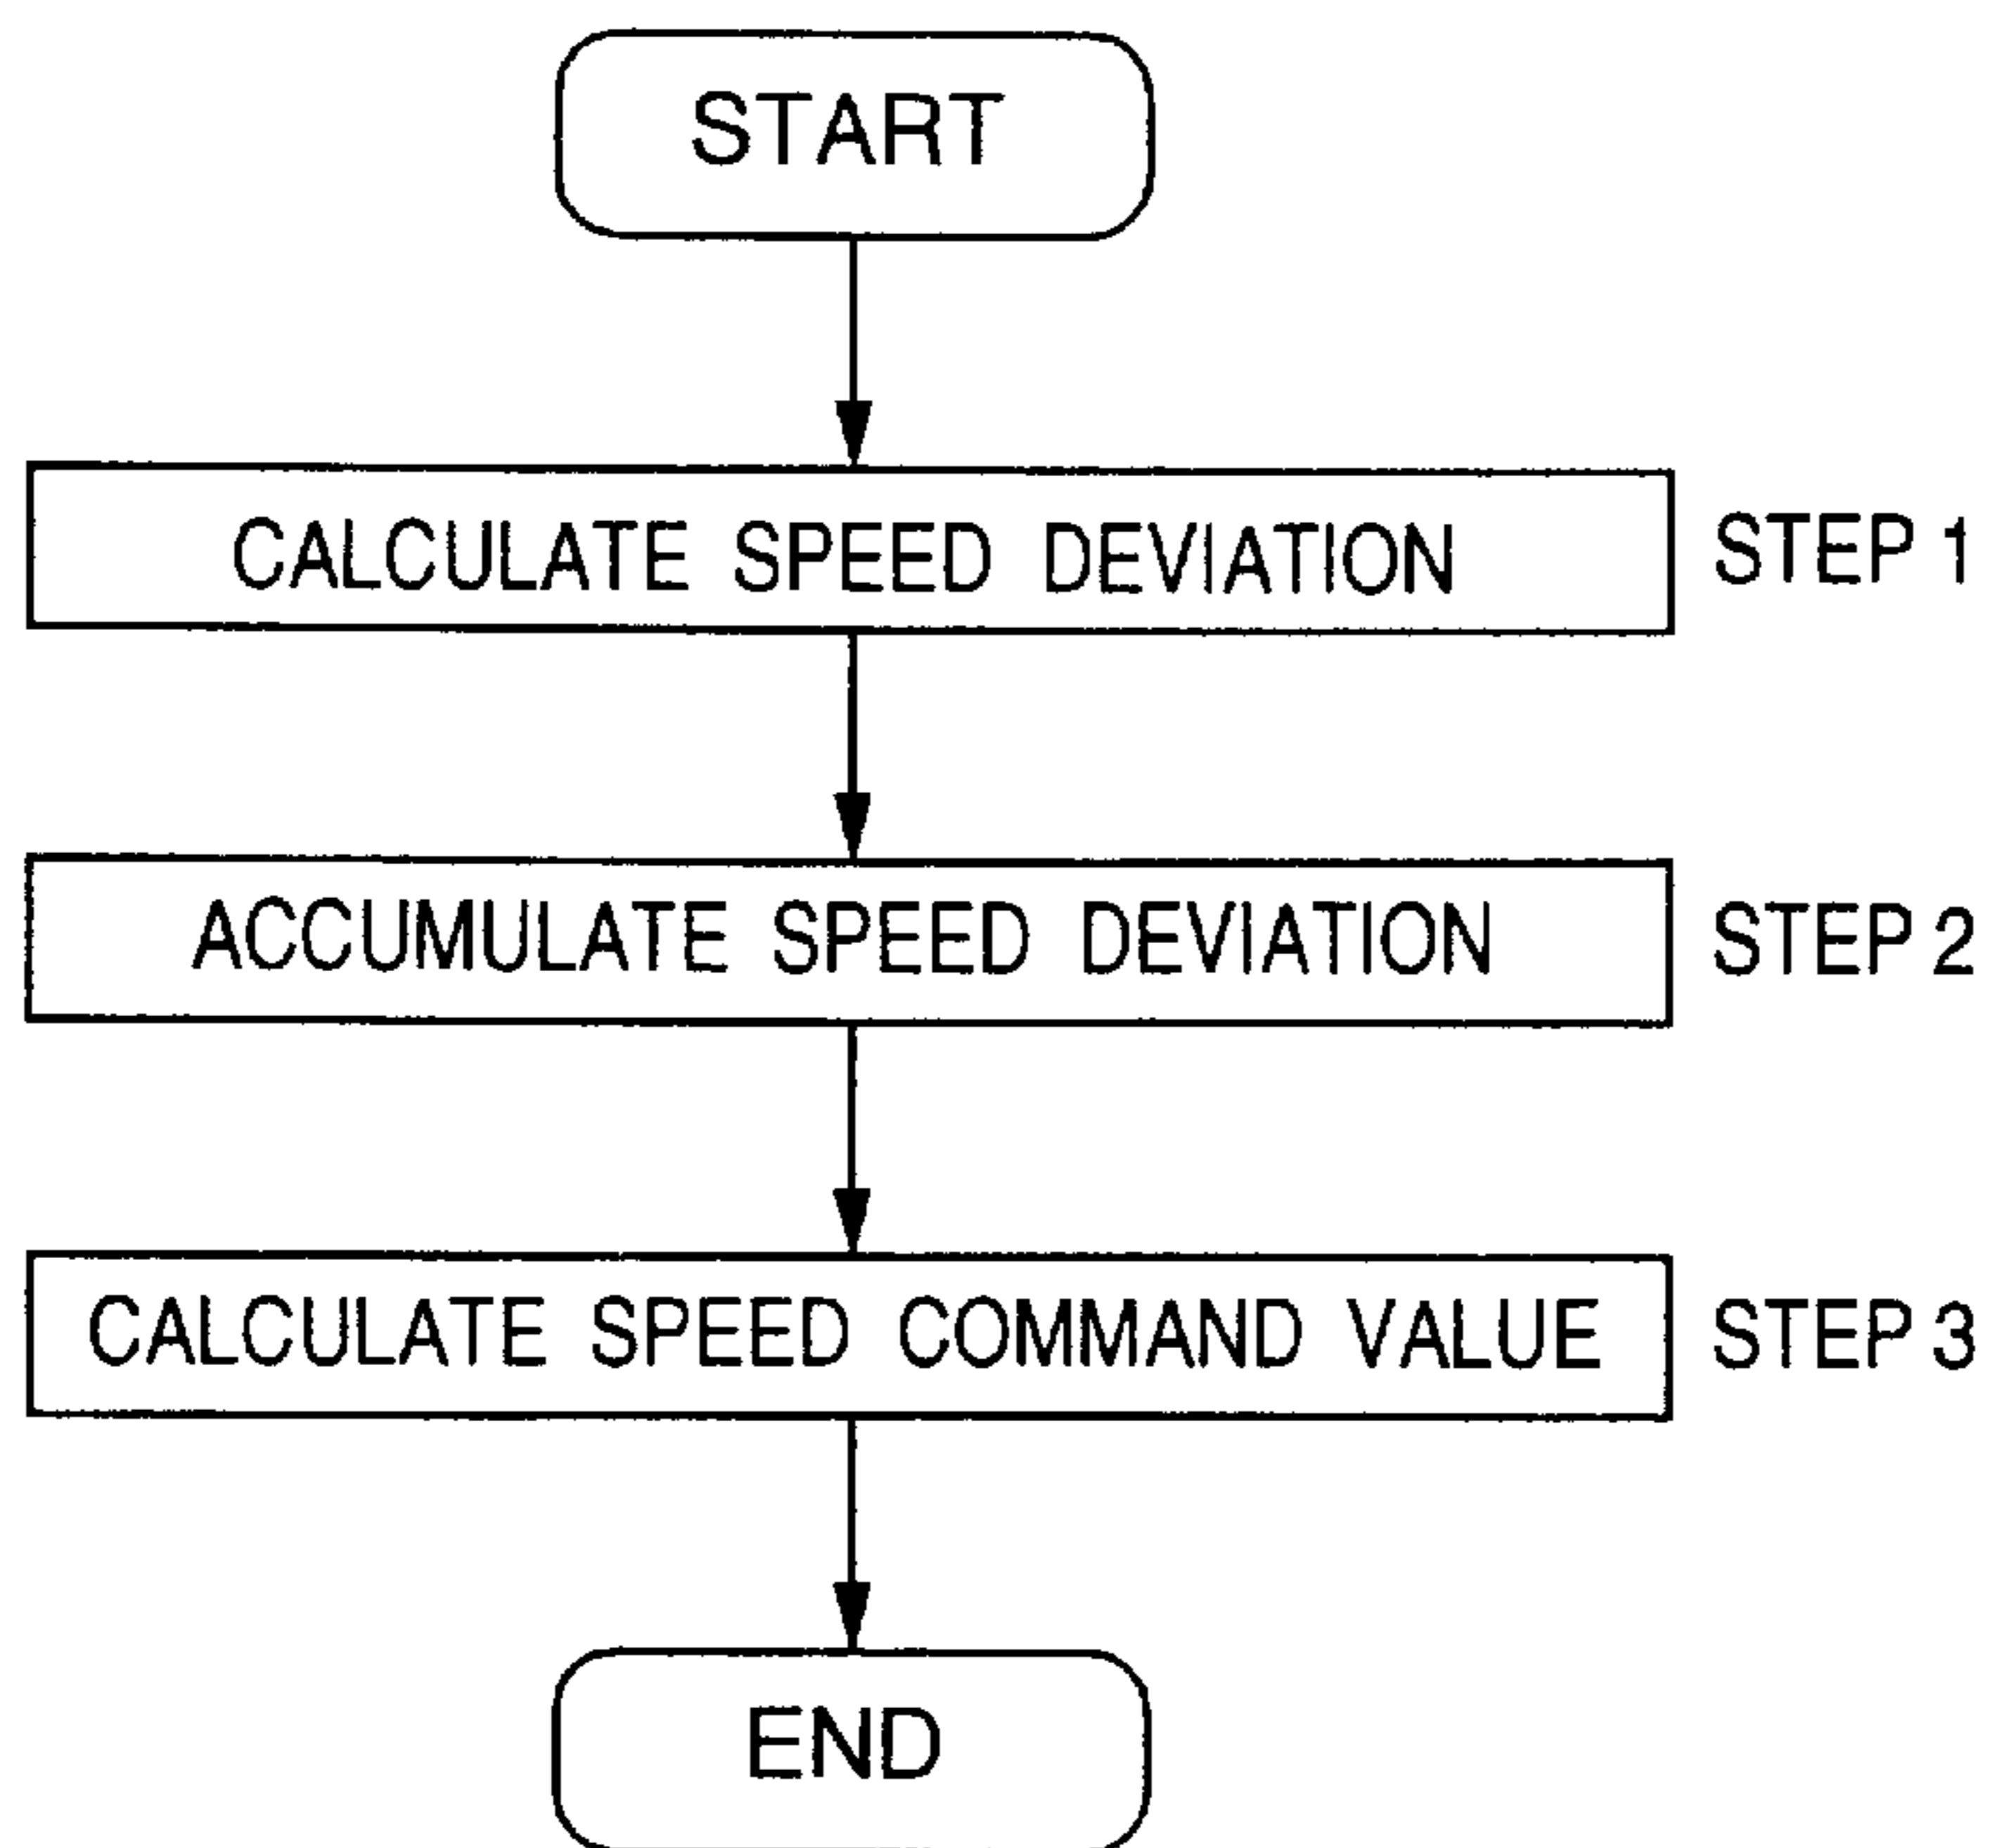 START
CALCULATE SPEED DEVIATION STEP 1
ACCUMULATE SPEED DEVIATION STEP 2
CALCULATE SPEED COMMAND VALUE STEP 3
END